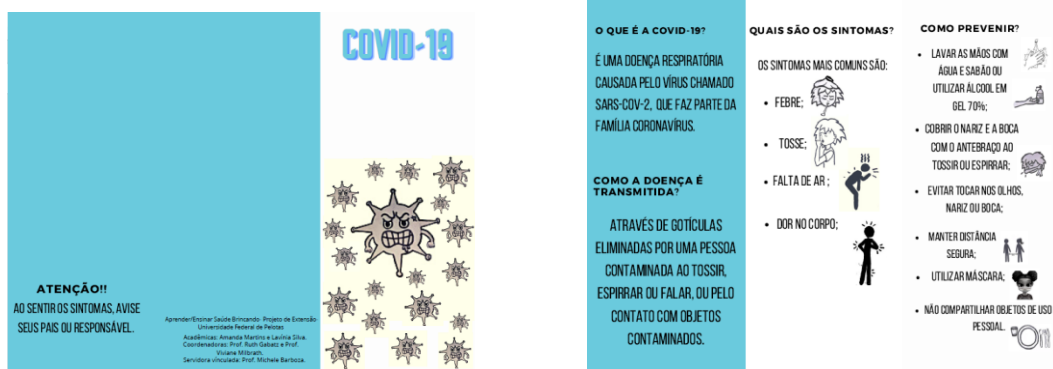 COVID-19
ATENÇÃO!!
AO SENTIR OS SINTOMAS, AVISE
SEUS PAIS OU RESPONSÁVEL.
Aprender/Ensinar Saúde Brincando- Projeto de Extensão
Universidade Federal de Pelotas
Acadêmicas: Amanda Martins e Lavínia Silva.
Coordenadores: Prof. Ruth Gabatz e Prof.
Viviane Milbrath.
Servidora vinculada: Prof. Michele Barboza.
O QUE É A COVID-19?
É UMA DOENÇA RESPIRATÓRIA
CAUSADA PELO VÍRUS CHAMADO
SARS-COV-2, QUE FAZ PARTE DA
FAMÍLIA CORONAVÍRUS.
COMO A DOENÇA É
TRANSMITIDA?
ATRAVÉS DE GOTÍCULAS
ELIMINADAS POR UMA PESSOA
CONTAMINADA AO TOSSIR,
ESPIRRAR OU FALAR, OU PELO
CONTATO COM OBJETOS
CONTAMINADOS.
QUAIS SÃO OS SINTOMAS?
OS SINTOMAS MAIS COMUNS SÃO:
• FEBRE;
• TOSSE;
• FALTA DE AR ;
• DOR NO CORPO;
COMO PREVENIR?
• LAVAR AS MÃOS COM
ÁGUA E SABÃO OU
UTILIZAR ÁLCOOL EM
GEL 70%;
• COBRIR O NARIZ E A BOCA
COM O ANTEBRAÇO AO
TOSSIR OU ESPIRRAR;
• EVITAR TOCAR NOS OLHOS,
NARIZ OU BOCA;
• MANTER DISTÂNCIA
SEGURA;
• UTILIZAR MÁSCARA;
• NÃO COMPARTILHAR OBJETOS DE USO
PESSOAL.